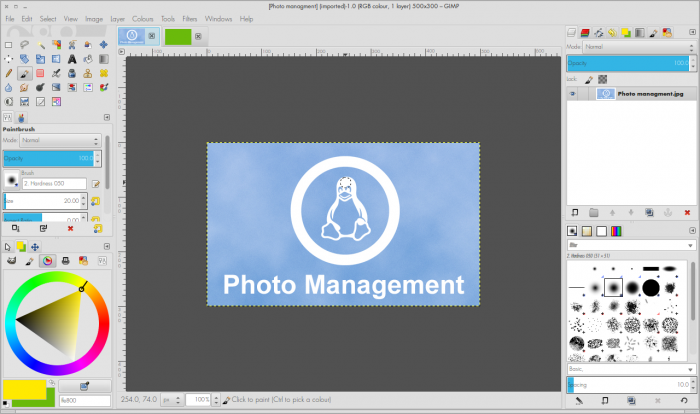 [Photo managment] (imported)-1.0 (RGB colour, 1 layer) 500x300 – GIMP
File Edit Select View Image Layer Colours Tools Filters Windows Help
Paintbrush
Mode: Normal
Opacity 100.0
Brush
2. Hardness 050
Size 20.00
0.00
ffe800
Photo Management
254.0, 74.0 px 100% Click to paint (Ctrl to pick a colour)
Mode: Normal
Opacity 100.0
Lock:
Photo managment.jpg
filter
2. Hardness 050 (51 × 51)
Basic,
Spacing 10.0